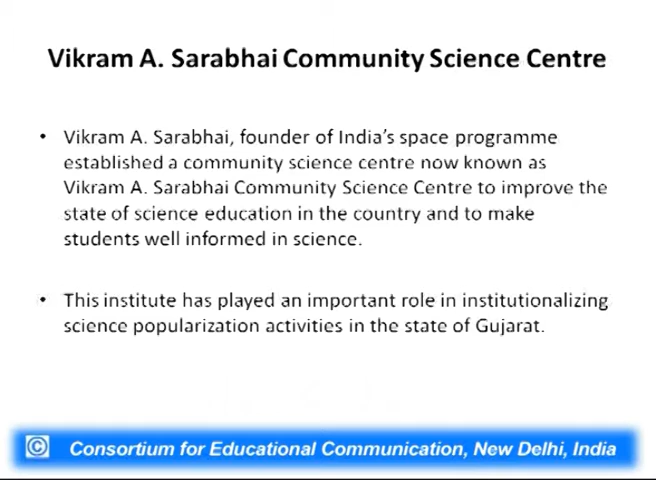 Vikram A. Sarabhai Community Science Centre
• Vikram A. Sarabhai, founder of India's space programme
established a community science centre now known as
Vikram A. Sarabhai Community Science Centre to improve the
state of science education in the country and to make
students well informed in science.
• This institute has played an important role in institutionalizing
science popularization activities in the state of Gujarat.
© Consortium for Educational Communication, New Delhi, India